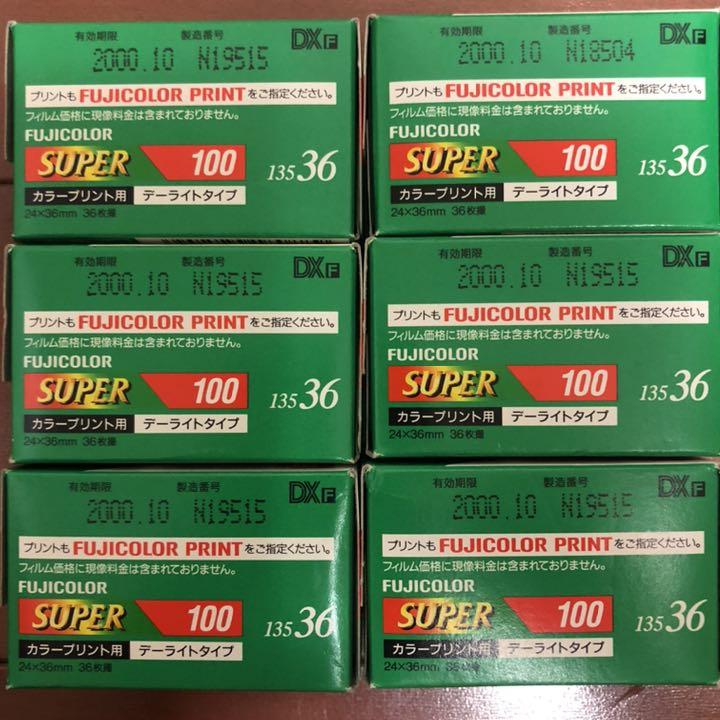 有効期限 製造番号 DXF
2000.10 N19515
プリントも FUJICOLOR PRINT をご指定ください。
フィルム価格に現像料金は含まれておりません。
FUJICOLOR
SUPER 100 135 36
カラープリント用 デーライトタイプ
24×36mm 36枚撮
有効期限 製造番号 DXF
2000.10 N18504
プリントも FUJICOLOR PRINT をご指定ください。
フィルム価格に現像料金は含まれておりません。
FUJICOLOR
SUPER 100 135 36
カラープリント用 デーライトタイプ
24×36mm 36枚撮
有効期限 製造番号 DXF
2000.10 N19515
プリントも FUJICOLOR PRINT をご指定ください。
フィルム価格に現像料金は含まれておりません。
FUJICOLOR
SUPER 100 135 36
カラープリント用 デーライトタイプ
24×36mm 36枚撮
有効期限 製造番号 DXF
2000.10 N19515
プリントも FUJICOLOR PRINT をご指定ください。
フィルム価格に現像料金は含まれておりません。
FUJICOLOR
SUPER 100 135 36
カラープリント用 デーライトタイプ
24×36mm 36枚撮
有効期限 製造番号 DXF
2000.10 N19515
プリントも FUJICOLOR PRINT をご指定ください。
フィルム価格に現像料金は含まれておりません。
FUJICOLOR
SUPER 100 135 36
カラープリント用 デーライトタイプ
24×36mm 36枚撮
有効期限 製造番号 DXF
2000.10 N19515
プリントも FUJICOLOR PRINT をご指定ください。
フィルム価格に現像料金は含まれておりません。
FUJICOLOR
SUPER 100 135 36
カラープリント用 デーライトタイプ
24×36mm 36枚撮